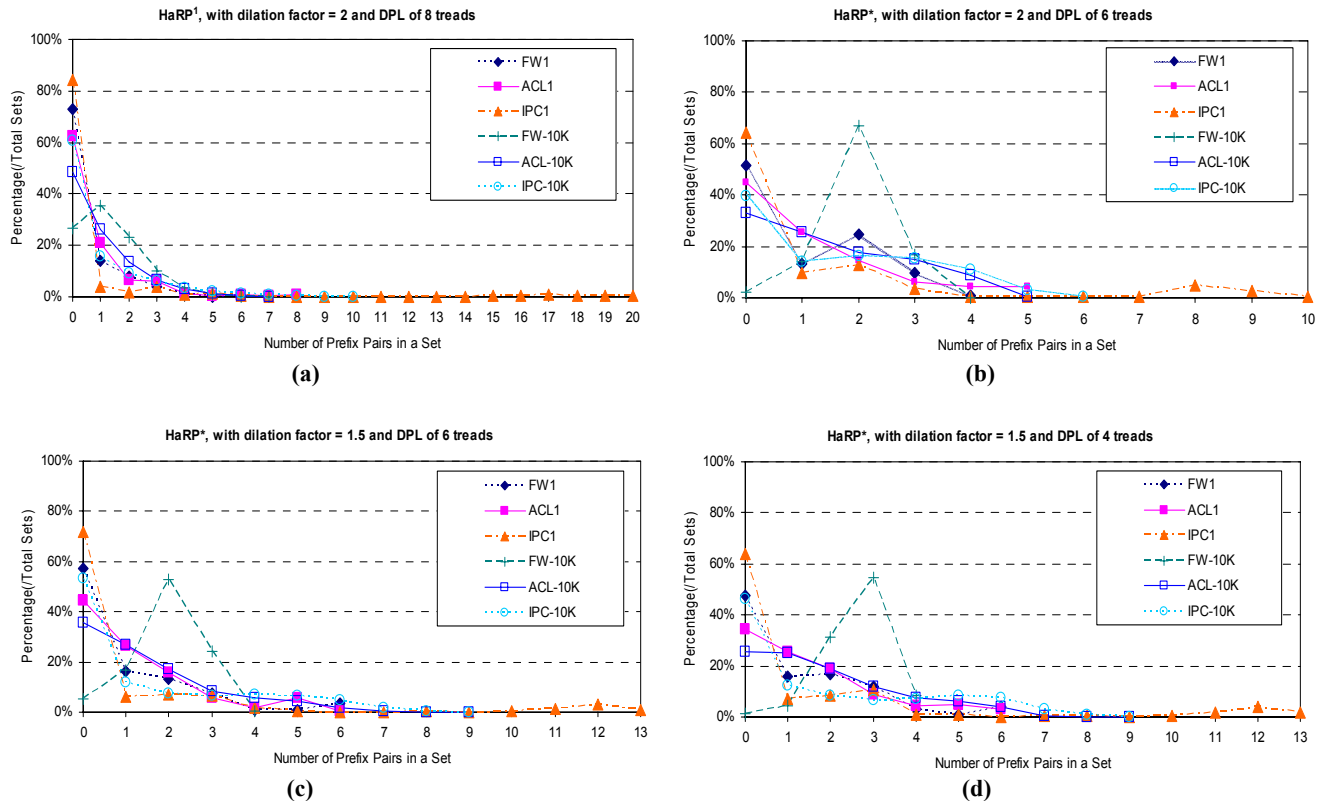 HaRP¹, with dilation factor = 2 and DPL of 8 treads
Percentage(/Total Sets)
100%
80%
60%
40%
20%
0%
FW1
ACL1
IPC1
FW-10K
ACL-10K
IPC-10K
0 1 2 3 4 5 6 7 8 9 10 11 12 13 14 15 16 17 18 19 20
Number of Prefix Pairs in a Set
(a)
HaRP*, with dilation factor = 2 and DPL of 6 treads
Percentage(/Total Sets)
100%
80%
60%
40%
20%
0%
FW1
ACL1
IPC1
FW-10K
ACL-10K
IPC-10K
0 1 2 3 4 5 6 7 8 9 10
Number of Prefix Pairs in a Set
(b)
HaRP*, with dilation factor = 1.5 and DPL of 6 treads
Percentage(/Total Sets)
100%
80%
60%
40%
20%
0%
FW1
ACL1
IPC1
FW-10K
ACL-10K
IPC-10K
0 1 2 3 4 5 6 7 8 9 10 11 12 13
Number of Prefix Pairs in a Set
(c)
HaRP*, with dilation factor = 1.5 and DPL of 4 treads
Percentage(/Total Sets)
100%
80%
60%
40%
20%
0%
FW1
ACL1
IPC1
FW-10K
ACL-10K
IPC-10K
0 1 2 3 4 5 6 7 8 9 10 11 12 13
Number of Prefix Pairs in a Set
(d)